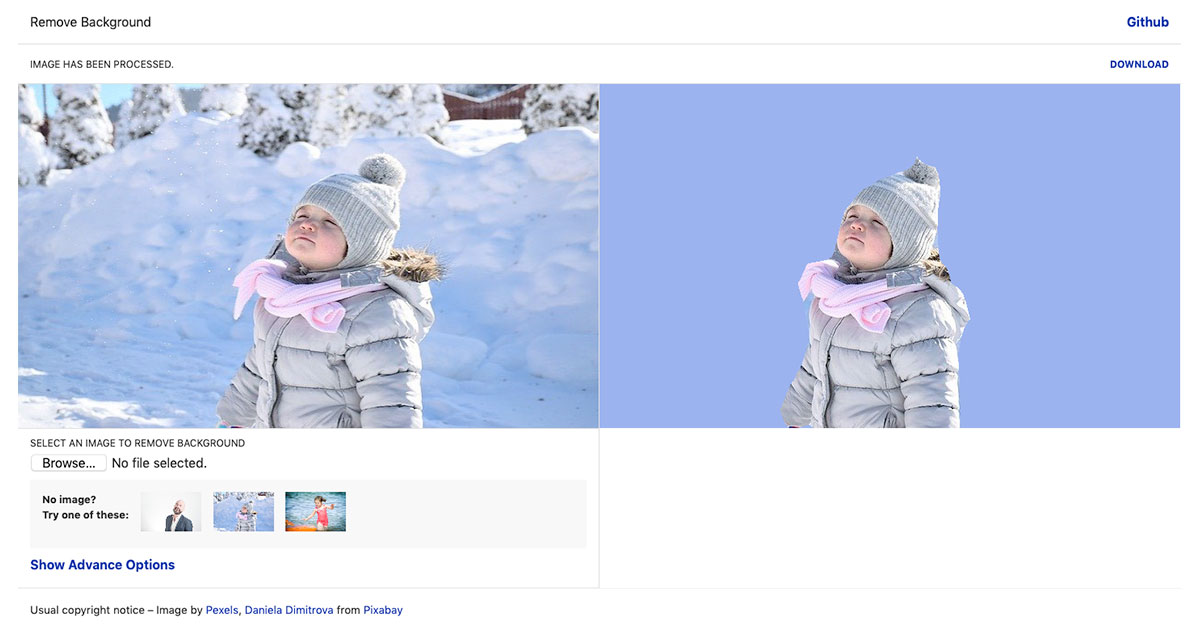 Remove Background
Github
IMAGE HAS BEEN PROCESSED.
DOWNLOAD
SELECT AN IMAGE TO REMOVE BACKGROUND
Browse... No file selected.
No image?
Try one of these:
Show Advance Options
Usual copyright notice – Image by Pexels, Daniela Dimitrova from Pixabay